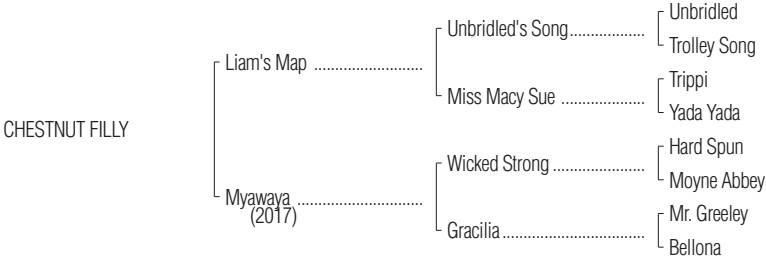 Unbridled
Unbridled's Song..................
Trolley Song
Liam's Map ..........................
Trippi
Miss Macy Sue ....................
Yada Yada
CHESTNUT FILLY
Hard Spun
Wicked Strong ......................
Moyne Abbey
Myawaya ..............................
(2017)
Mr. Greeley
Gracilia..................................
Bellona